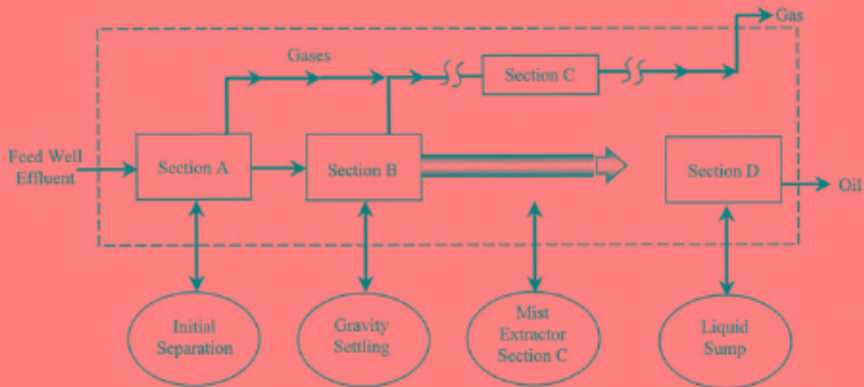 Gas
Gases
Section C
Feed Well
Effluent
Section A
Section B
Section D
Oil
Initial
Separation
Gravity
Settling
Mist
Extractor
Section C
Liquid
Sump